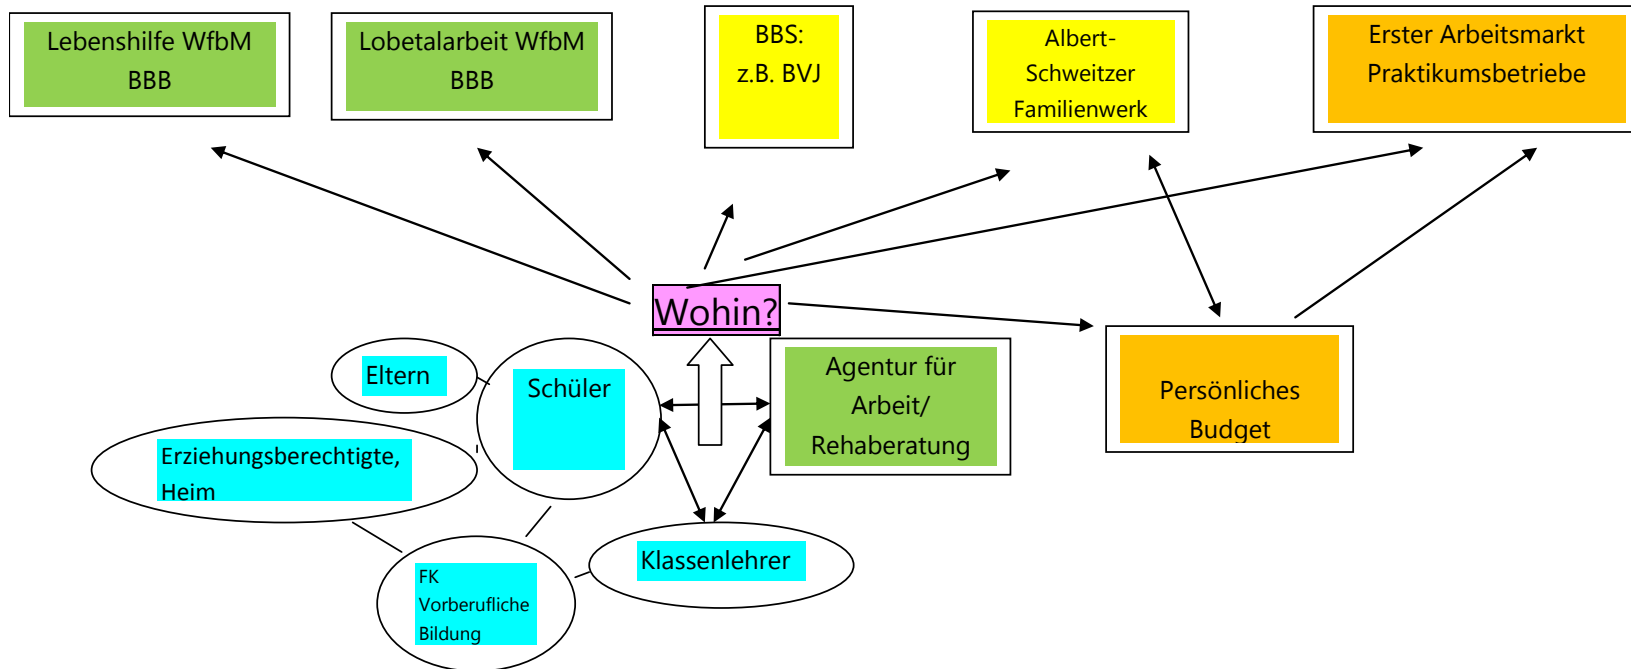 Lebenshilfe WfbM
BBB
Lobetalarbeit WfbM
BBB
BBS:
z.B. BVJ
Albert-
Schweitzer
Familienwerk
Erster Arbeitsmarkt
Praktikumsbetriebe
Wohin?
Eltern
Schüler
Agentur für
Arbeit/
Rehaberatung
Persönliches
Budget
Erziehungsberechtigte,
Heim
Klassenlehrer
FK
Vorberufliche
Bildung